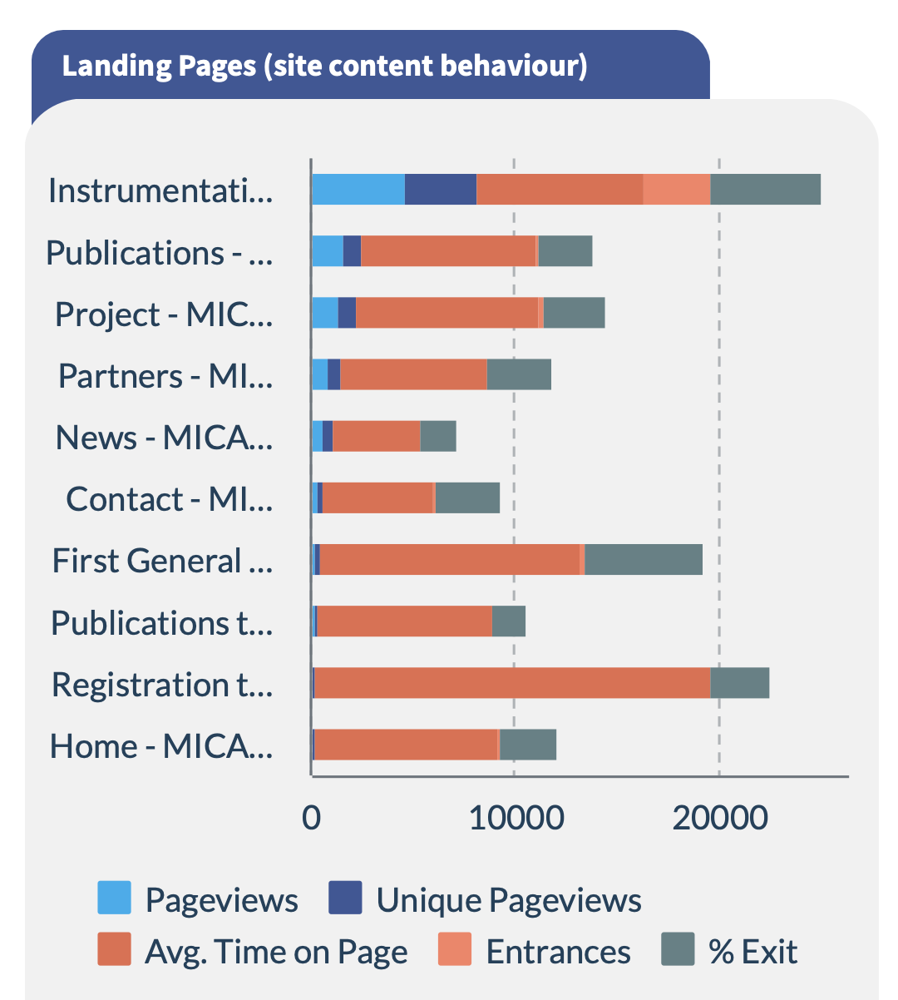 Landing Pages (site content behaviour)
Instrumentati...
Publications - ...
Project - MIC...
Partners - MI...
News - MICA...
Contact - MI...
First General ...
Publications t...
Registration t...
Home - MICA...
0 10000 20000
Pageviews Unique Pageviews
Avg. Time on Page Entrances % Exit